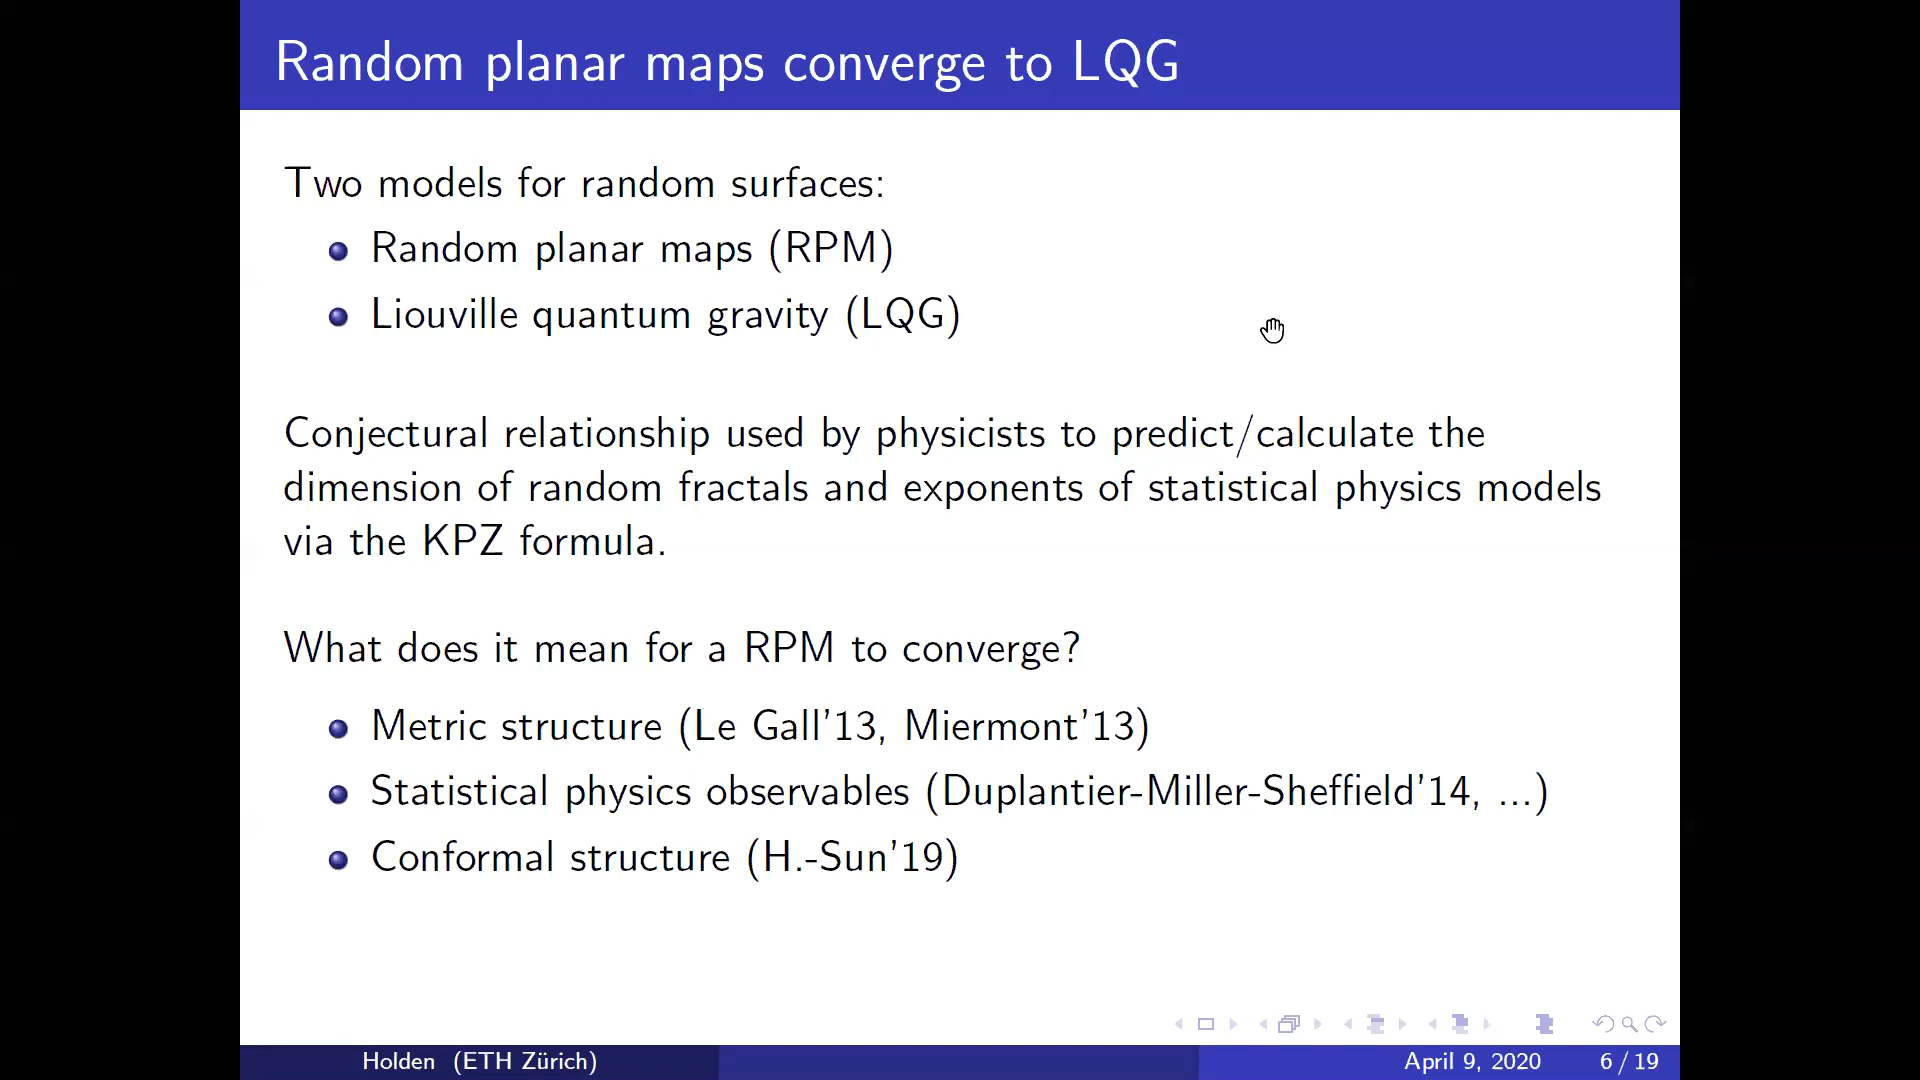 Random planar maps converge to LQG
Two models for random surfaces:
Random planar maps (RPM)
Liouville quantum gravity (LQG)
Conjectural relationship used by physicists to predict/calculate the
dimension of random fractals and exponents of statistical physics models
via the KPZ formula.
What does it mean for a RPM to converge?
Metric structure (Le Gall'13, Miermont'13)
Statistical physics observables (Duplantier-Miller-Sheffield'14, ...)
Conformal structure (H.-Sun'19)
Holden (ETH Zürich) April 9, 2020 6 / 19